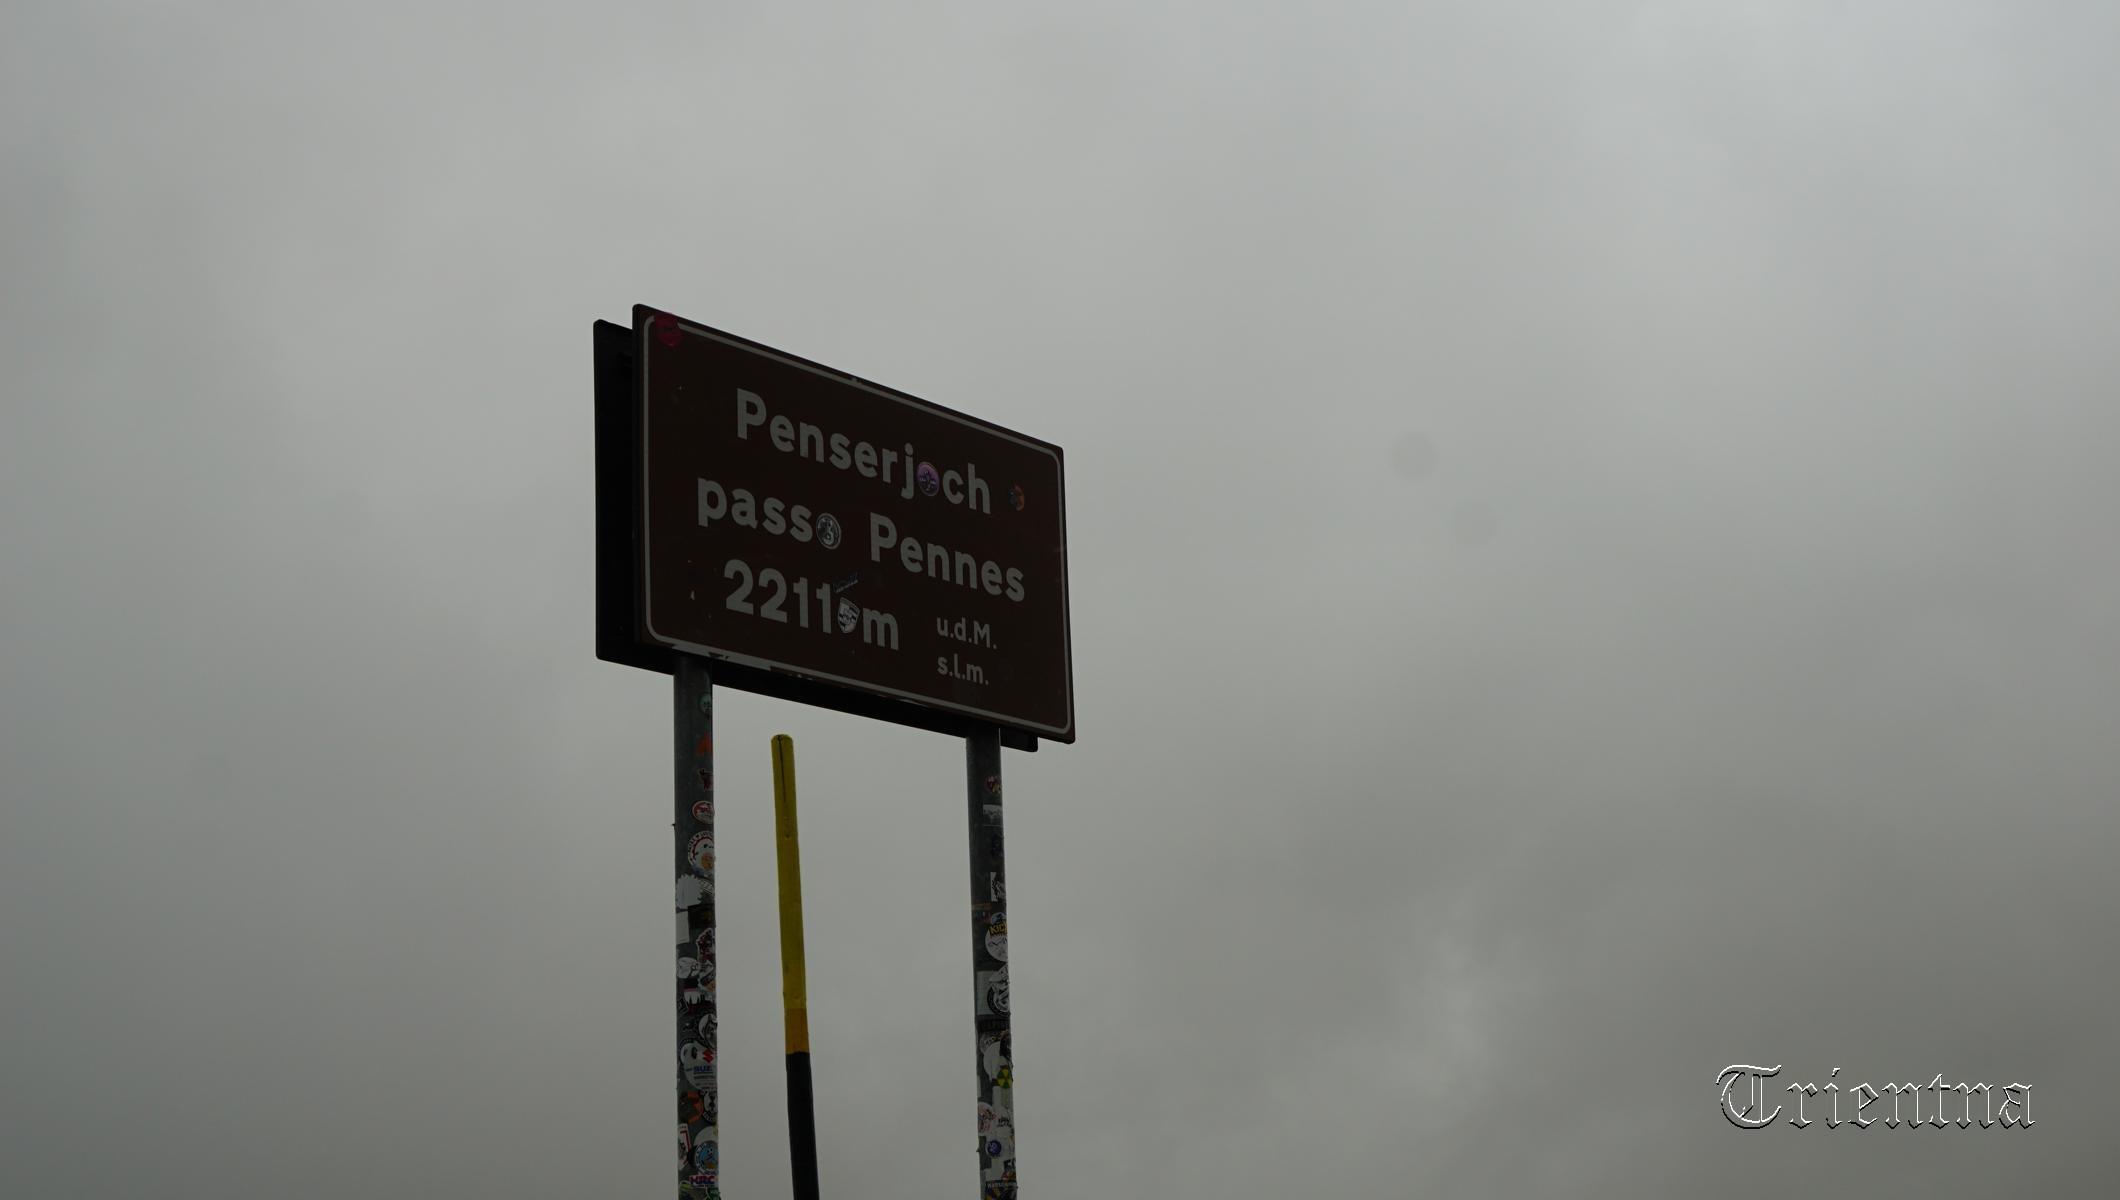 Penserjoch
passo Pennes
2211 m u.d.M.
s.l.m.
Trientna